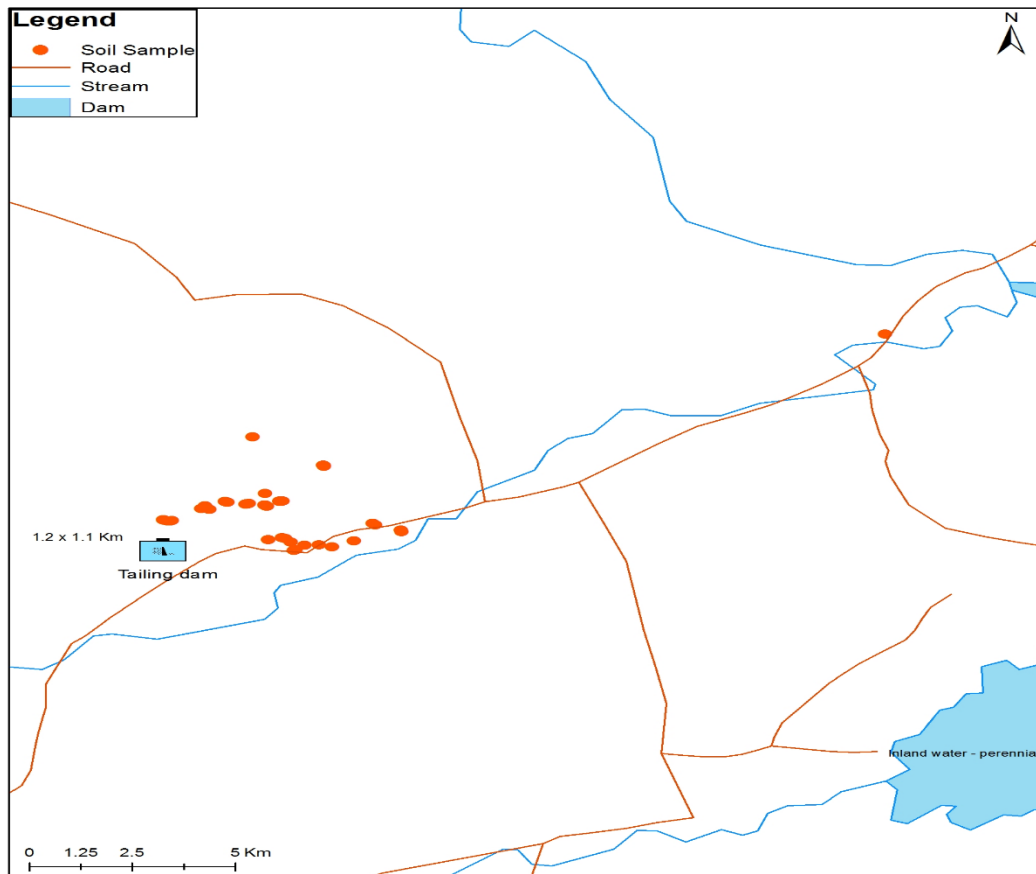 Legend
Soil Sample
Road
Stream
Dam
N
1.2 x 1.1 Km
Tailing dam
Inland water - perennia
0 1.25 2.5 5 Km